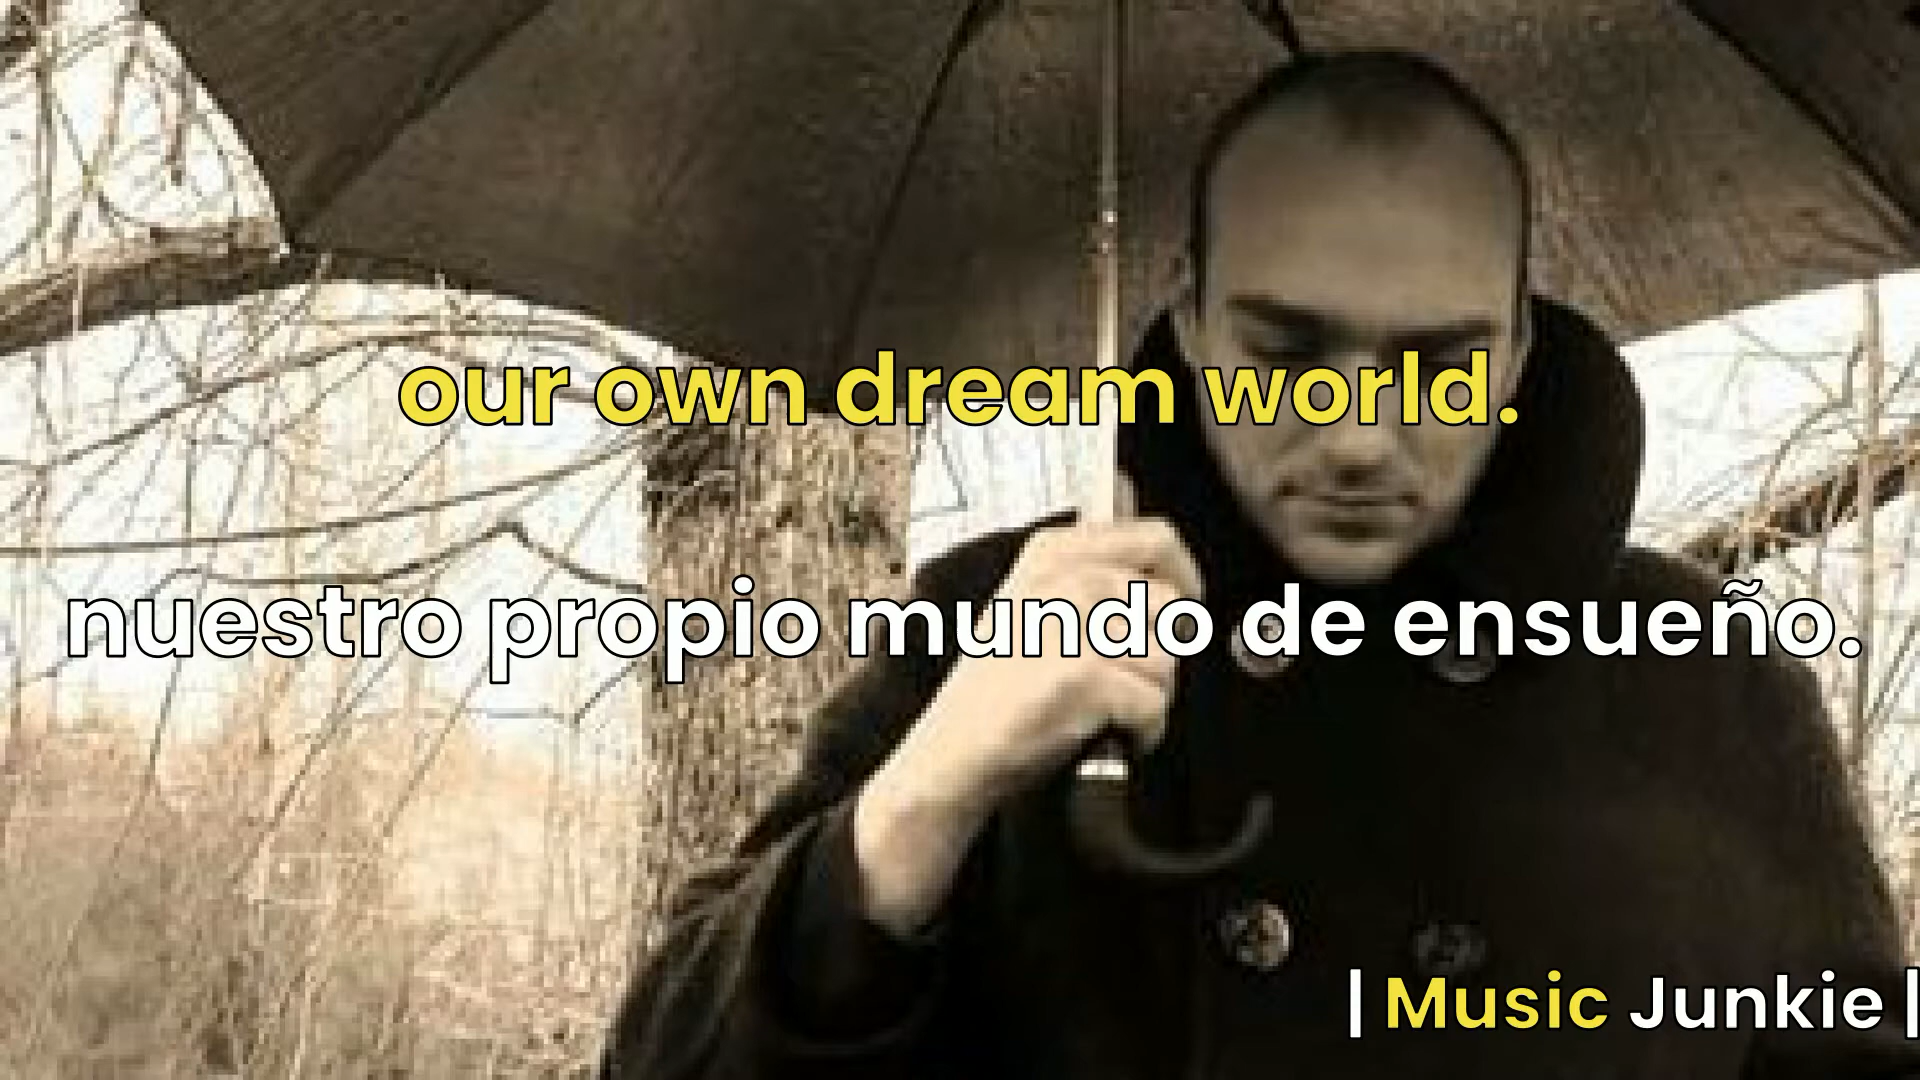 our own dream world.
nuestro propio mundo de ensueño.
| Music Junkie |